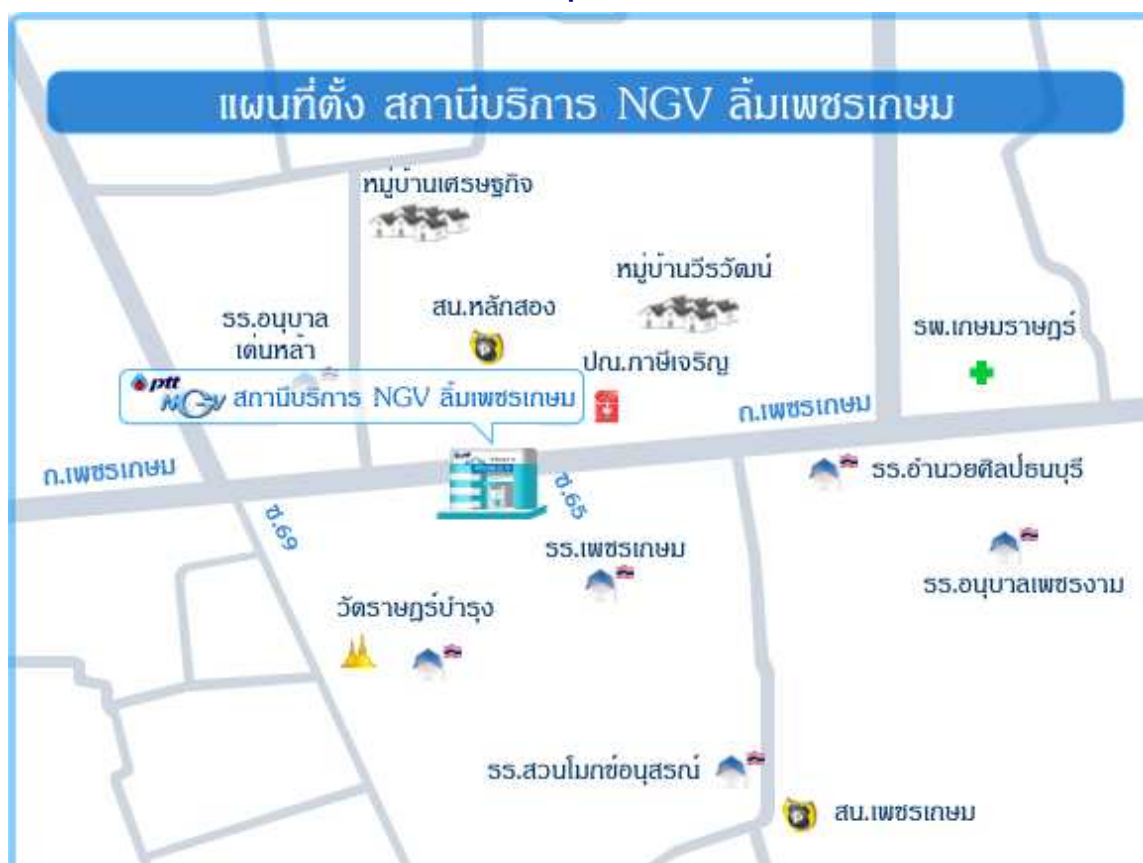 แผนที่ตั้ง สถานีบริการ NGV ลิ้มเพชรเกษม
หมู่บ้านเศรษฐกิจ
หมู่บ้านวีรวัฒน์
สน.หลักสอง
รร.อนุบาล
เด่นหล้า
รพ.เกษมราษฎร์
ปณ.ภาษีเจริญ
ptt
NGV สถานีบริการ NGV ลิ้มเพชรเกษม
ถ.เพชรเกษม
ถ.เพชรเกษม
รร.อำนวยศิลป์ธนบุรี
ซ.65
ซ.69
รร.เพชรเกษม
รร.อนุบาลเพชรงาม
วัดราษฎร์บำรุง
รร.สวนโมกข์อนุสรณ์
สน.เพชรเกษม